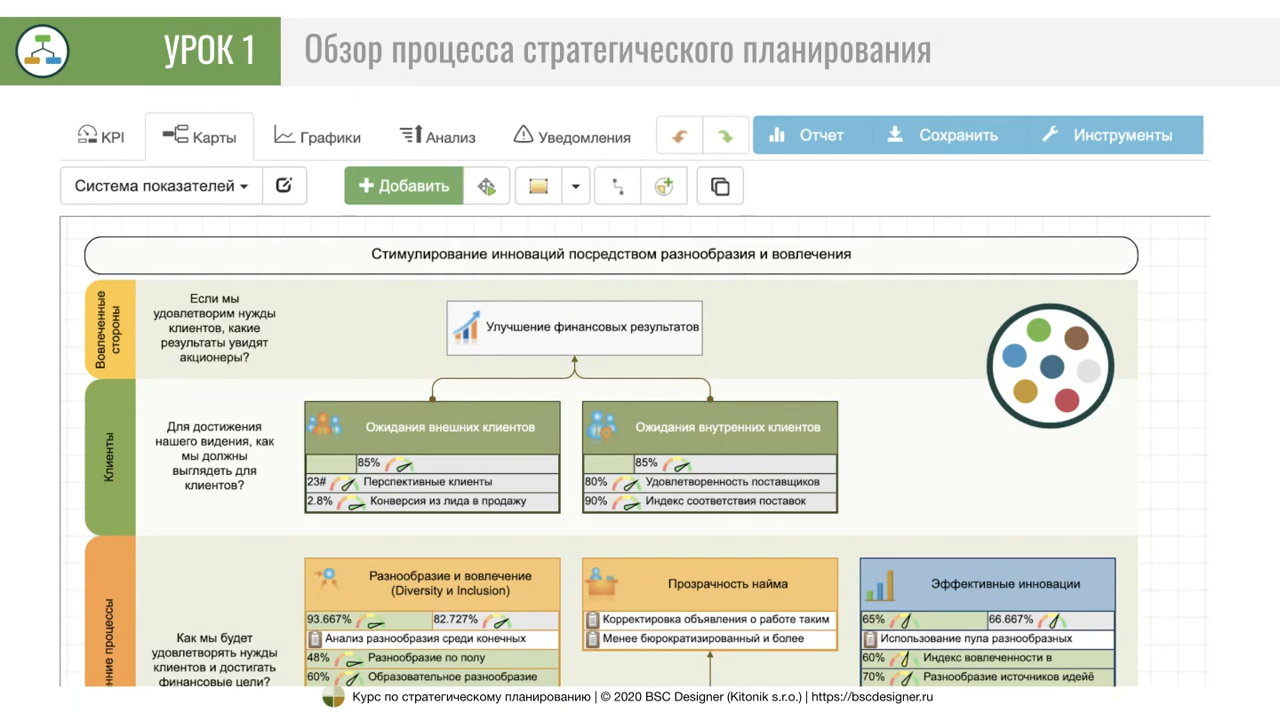 УРОК 1
Обзор процесса стратегического планирования
KPI
Карты
Графики
Анализ
Уведомления
Отчет
Сохранить
Инструменты
Система показателей
Добавить
Стимулирование инноваций посредством разнообразия и вовлечения
Вовлеченные
стороны
Если мы
удовлетворим нужды
клиентов, какие
результаты увидят
акционеры?
Улучшение финансовых результатов
Клиенты
Для достижения
нашего видения, как
мы должны
выглядеть для
клиентов?
Ожидания внешних клиентов
85%
23# Перспективные клиенты
2.8% Конверсия из лида в продажу
Ожидания внутренних клиентов
85%
80% Удовлетворенность поставщиков
90% Индекс соответствия поставок
нние процессы
Как мы будет
удовлетворять нужды
клиентов и достигать
финансовые цели?
Разнообразие и вовлечение
(Diversity и Inclusion)
93.667% 82.727%
Анализ разнообразия среди конечных
48% Разнообразие по полу
60% Образовательное разнообразие
Прозрачность найма
Корректировка объявления о работе таким
Менее бюрократизированный и более
Эффективные инновации
65% 66.667%
Использование пула разнообразных
60% Индекс вовлеченности в
70% Разнообразие источников идейё
Курс по стратегическому планированию | © 2020 BSC Designer (Kitonik s.r.o.) | https://bscdesigner.ru